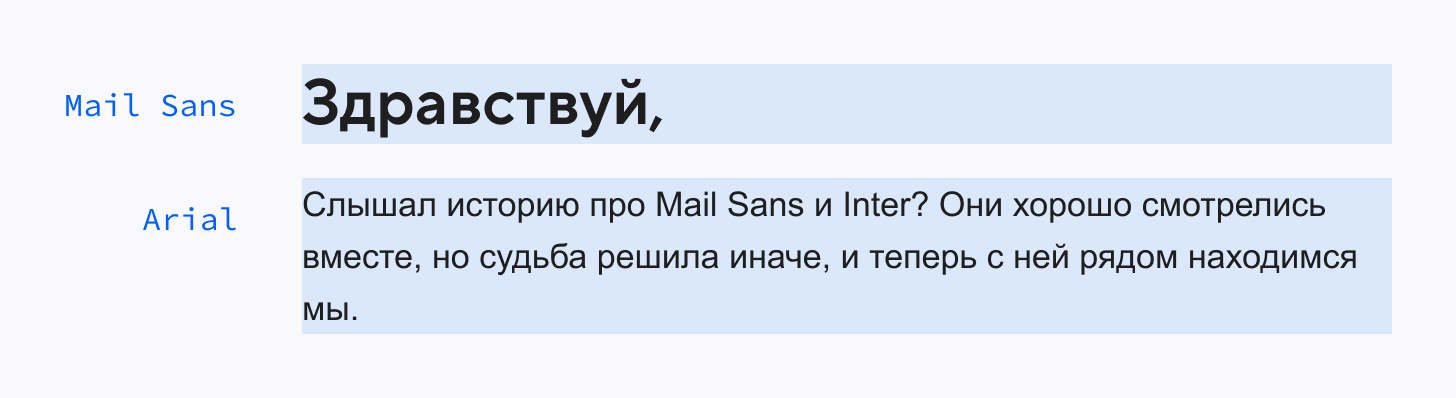 Mail Sans
Здравствуй,
Arial
Слышал историю про Mail Sans и Inter? Они хорошо смотрелись
вместе, но судьба решила иначе, и теперь с ней рядом находимся
мы.